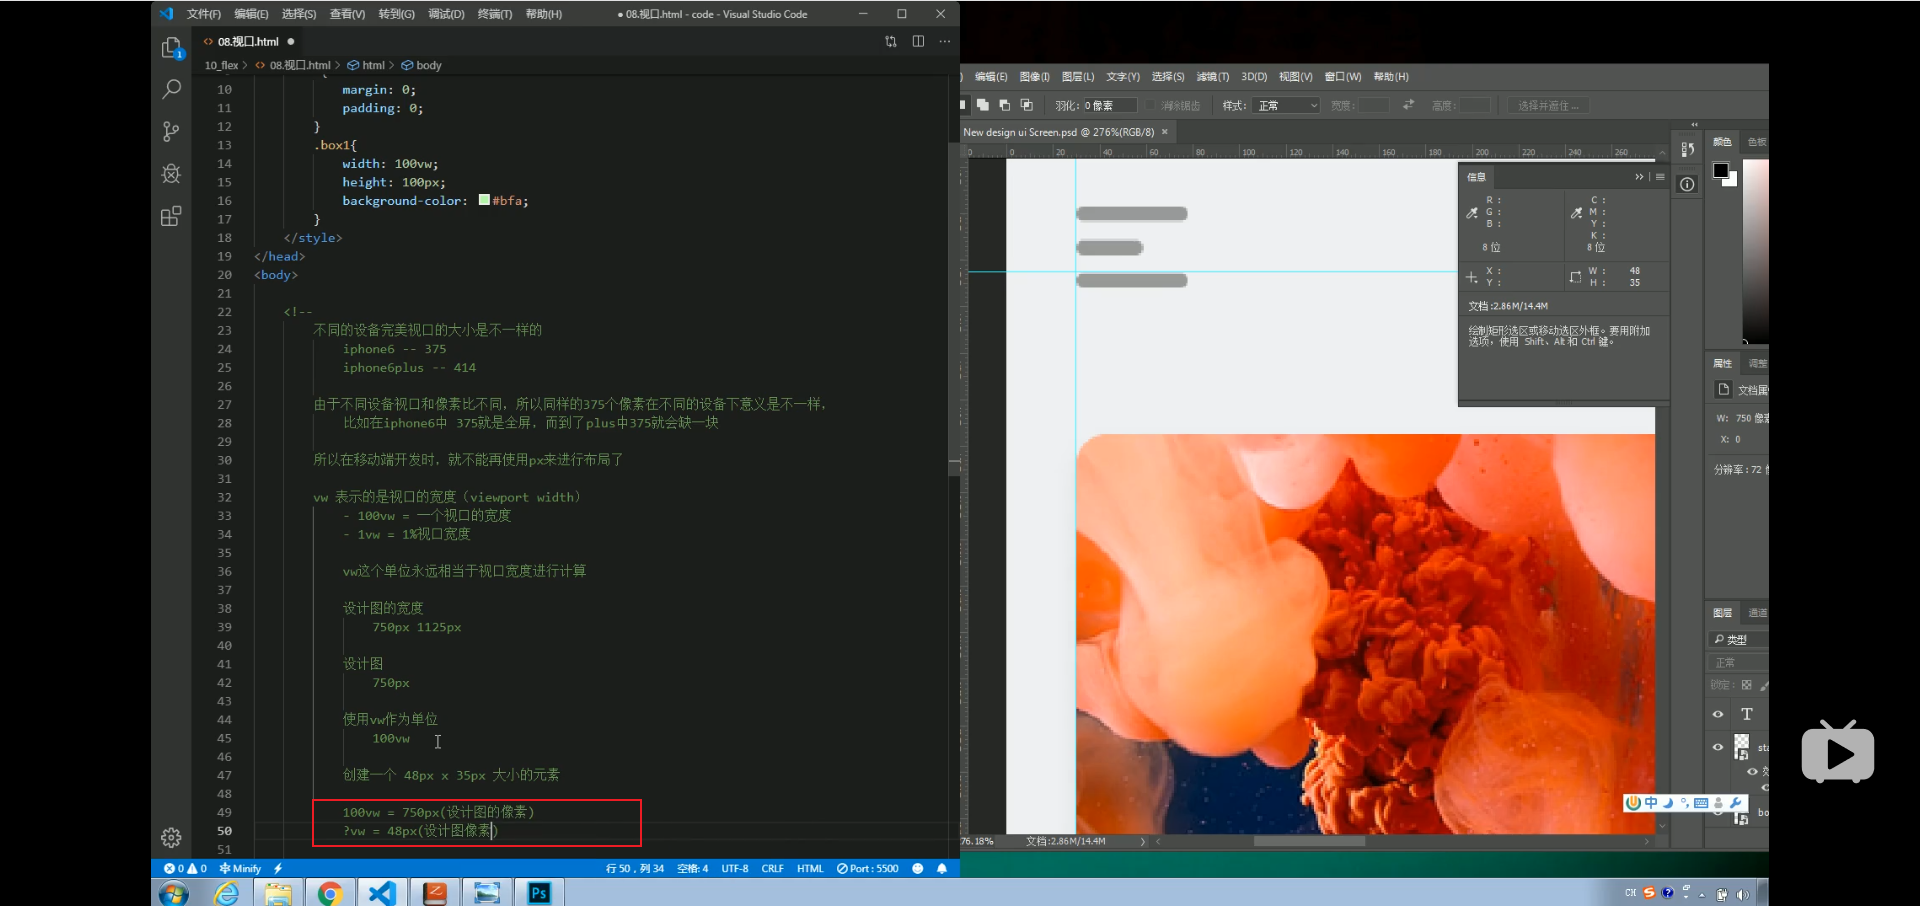 文件(F) 编辑(E) 选择(S) 查看(V) 转到(G) 调试(D) 终端(T) 帮助(H) ● 08.视口.html - code - Visual Studio Code
08.视口.html
10_flex > 08.视口.html > html > body
10 margin: 0;
11 padding: 0;
12 }
13 .box1{
14 width: 100vw;
15 height: 100px;
16 background-color: #bfa;
17 }
18 </style>
19 </head>
20 <body>
21
22 <!--
23 不同的设备完美视口的大小是不一样的
24 iphone6 -- 375
25 iphone6plus -- 414
26
27 由于不同设备视口和像素比不同，所以同样的375个像素在不同的设备下意义是不一样，
28 比如在iphone6中 375就是全屏，而到了plus中375就会缺一块
29
30 所以在移动端开发时，就不能再使用px来进行布局了
31
32 vw 表示的是视口的宽度（viewport width）
33 - 100vw = 一个视口的宽度
34 - 1vw = 1%视口宽度
35
36 vw这个单位永远相当于视口宽度进行计算
37
38 设计图的宽度
39 750px 1125px
40
41 设计图
42 750px
43
44 使用vw作为单位
45 100vw
46
47 创建一个 48px x 35px 大小的元素
48
49 100vw = 750px(设计图的像素)
50 ?vw = 48px(设计图像素)
51
0 0 Minify 行 50，列 34 空格: 4 UTF-8 CRLF HTML Port : 5500
编辑(E) 图像(I) 图层(L) 文字(Y) 选择(S) 滤镜(T) 3D(D) 视图(V) 窗口(W) 帮助(H)
羽化: 0 像素 消除锯齿 样式: 正常 宽度: 高度: 选择并遮住 ...
New design ui Screen.psd @ 276%(RGB/8) ×
0 20 40 60 80 100 120 140 160 180 200 220 240 260
信息
R : C :
G : M :
B : Y :
K :
8 位 8 位
X : W : 48
Y : H : 35
文档:2.86M/14.4M
绘制矩形选区或移动选区外框。要用附加
选项，使用 Shift、Alt 和 Ctrl 键。
颜色 色板
属性 调整
W: 750 像
X: 0
分辨率: 72
图层 通道
类型
正常
锁定:
T
76.18% 文档:2.86M/14.4M
中
Ps
CH